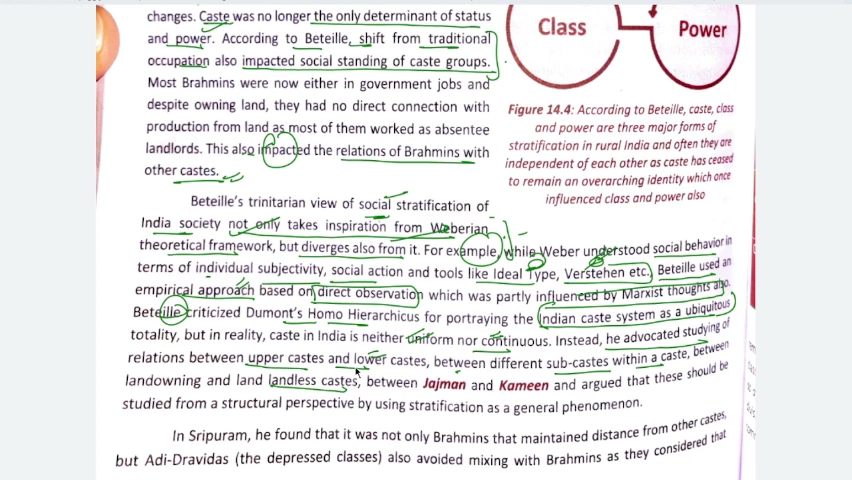 changes. Caste was no longer the only determinant of status
and power. According to Beteille, shift from traditional
occupation also impacted social standing of caste groups.
Most Brahmins were now either in government jobs and
despite owning land, they had no direct connection with
production from land as most of them worked as absentee
landlords. This also impacted the relations of Brahmins with
other castes.
Class
Power
Figure 14.4: According to Beteille, caste, class
and power are three major forms of
stratification in rural India and often they are
independent of each other as caste has ceased
to remain an overarching identity which once
influenced class and power also
Beteille's trinitarian view of social stratification of
India society not only takes inspiration from Weberian
theoretical framework, but diverges also from it. For example, while Weber understood social behavior in
terms of individual subjectivity, social action and tools like Ideal Type, Verstehen etc. Beteille used an
empirical approach based on direct observation which was partly influenced by Marxist thoughts also.
Beteille criticized Dumont's Homo Hierarchicus for portraying the Indian caste system as a ubiquitous
totality, but in reality, caste in India is neither uniform nor continuous. Instead, he advocated studying of
relations between upper castes and lower castes, between different sub-castes within a caste, between
landowning and land landless castes, between Jajman and Kameen and argued that these should be
studied from a structural perspective by using stratification as a general phenomenon.
In Sripuram, he found that it was not only Brahmins that maintained distance from other castes,
but Adi-Dravidas (the depressed classes) also avoided mixing with Brahmins as they considered that